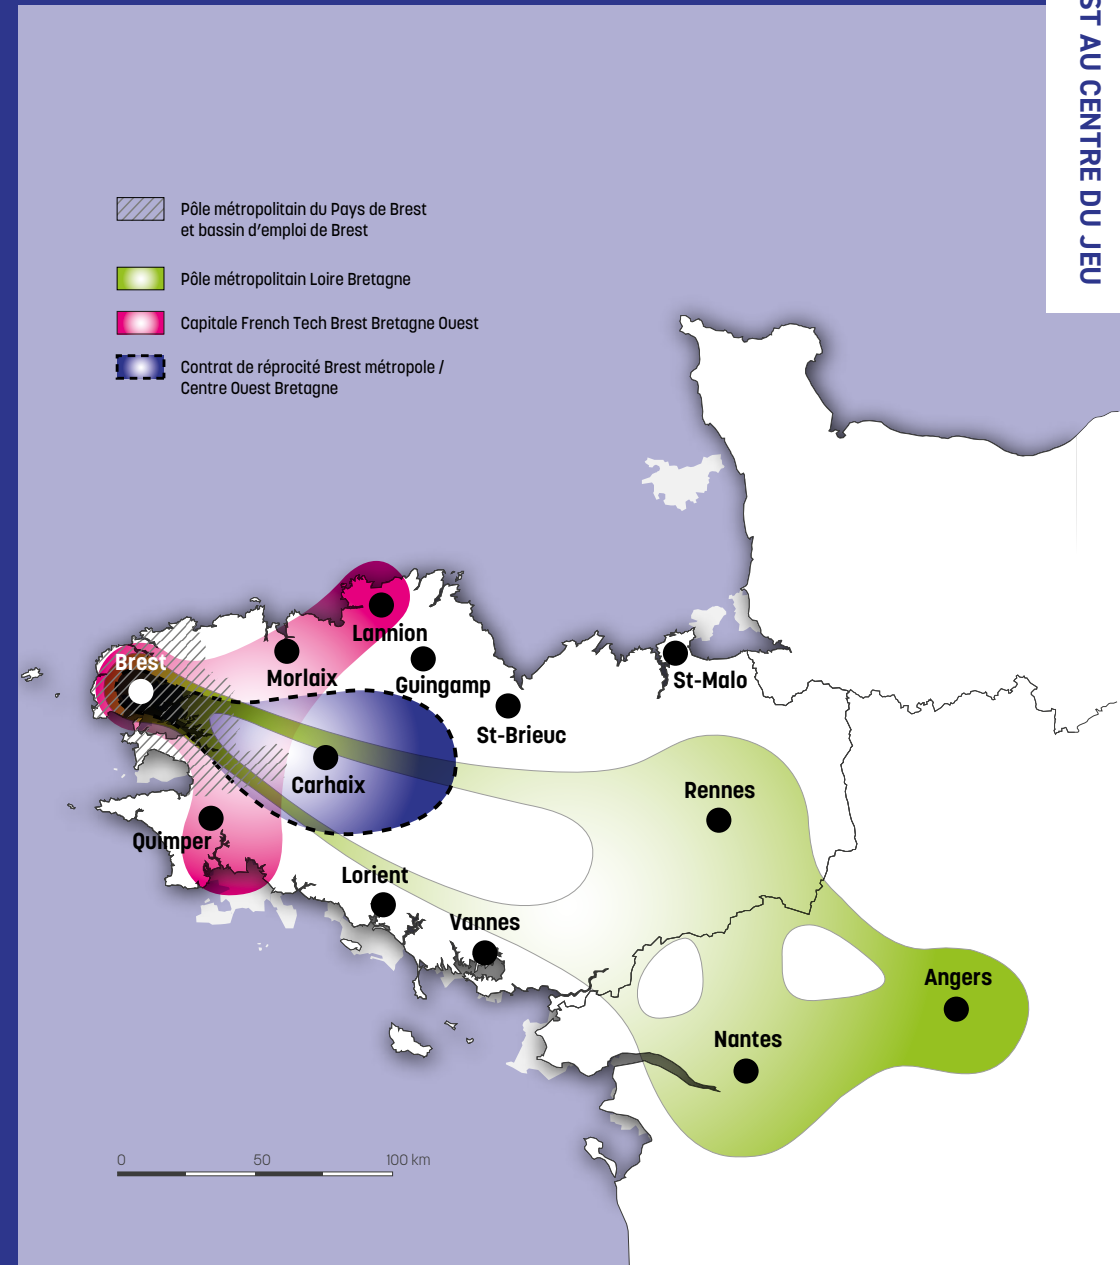 ST AU CENTRE DU JEU
Pôle métropolitain du Pays de Brest
et bassin d'emploi de Brest
Pôle métropolitain Loire Bretagne
Capitale French Tech Brest Bretagne Ouest
Contrat de réprocité Brest métropole /
Centre Ouest Bretagne
Lannion
Brest
Morlaix
Guingamp
St-Malo
St-Brieuc
Carhaix
Rennes
Quimper
Lorient
Vannes
Angers
Nantes
0 50 100 km